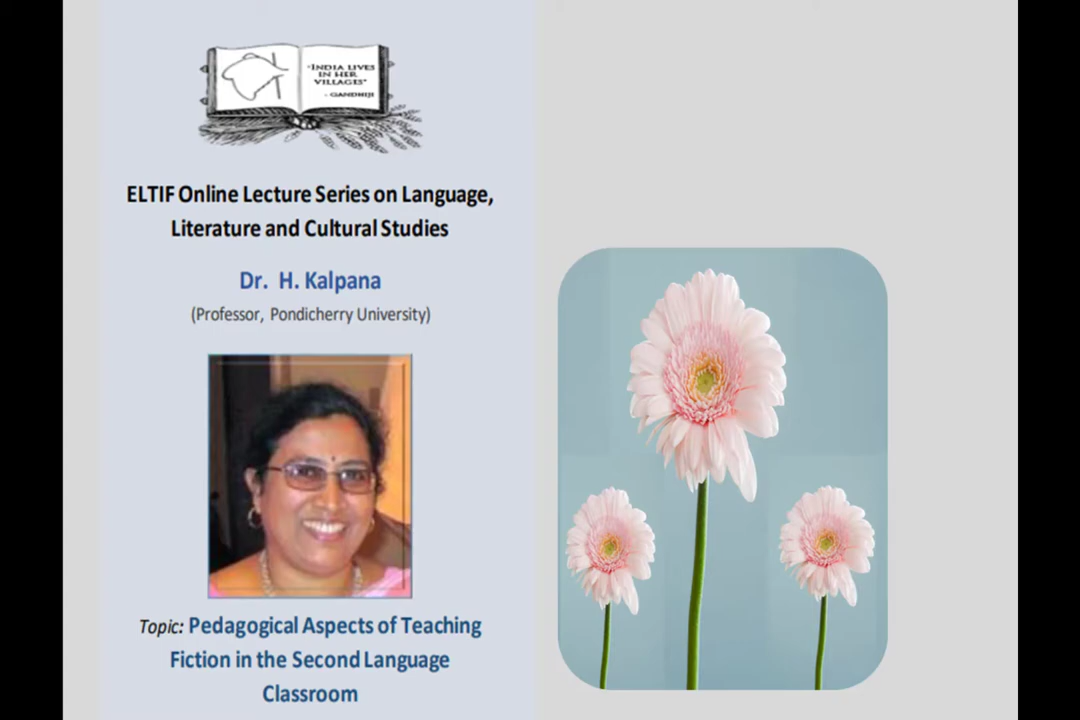 "INDIA LIVES
IN HER
VILLAGES"
- GANDHIJI
ELTIF Online Lecture Series on Language,
Literature and Cultural Studies
Dr. H. Kalpana
(Professor, Pondicherry University)
Topic: Pedagogical Aspects of Teaching
Fiction in the Second Language
Classroom